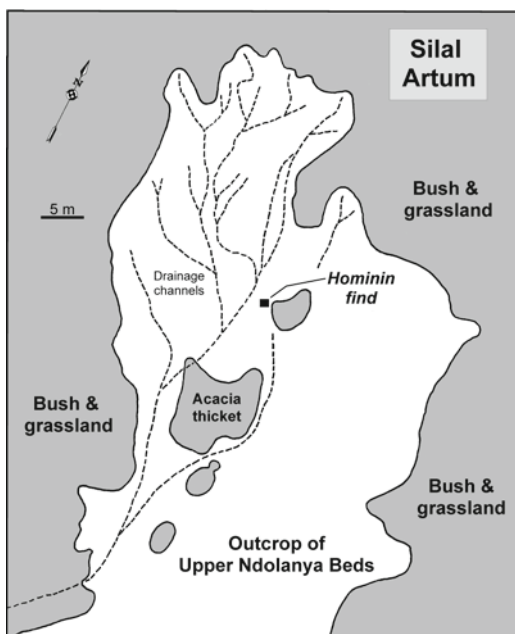 Silal
Artum
N
Bush &
grassland
5 m
Hominin
find
Drainage
channels
Acacia
thicket
Bush &
grassland
Bush &
grassland
Outcrop of
Upper Ndolanya Beds